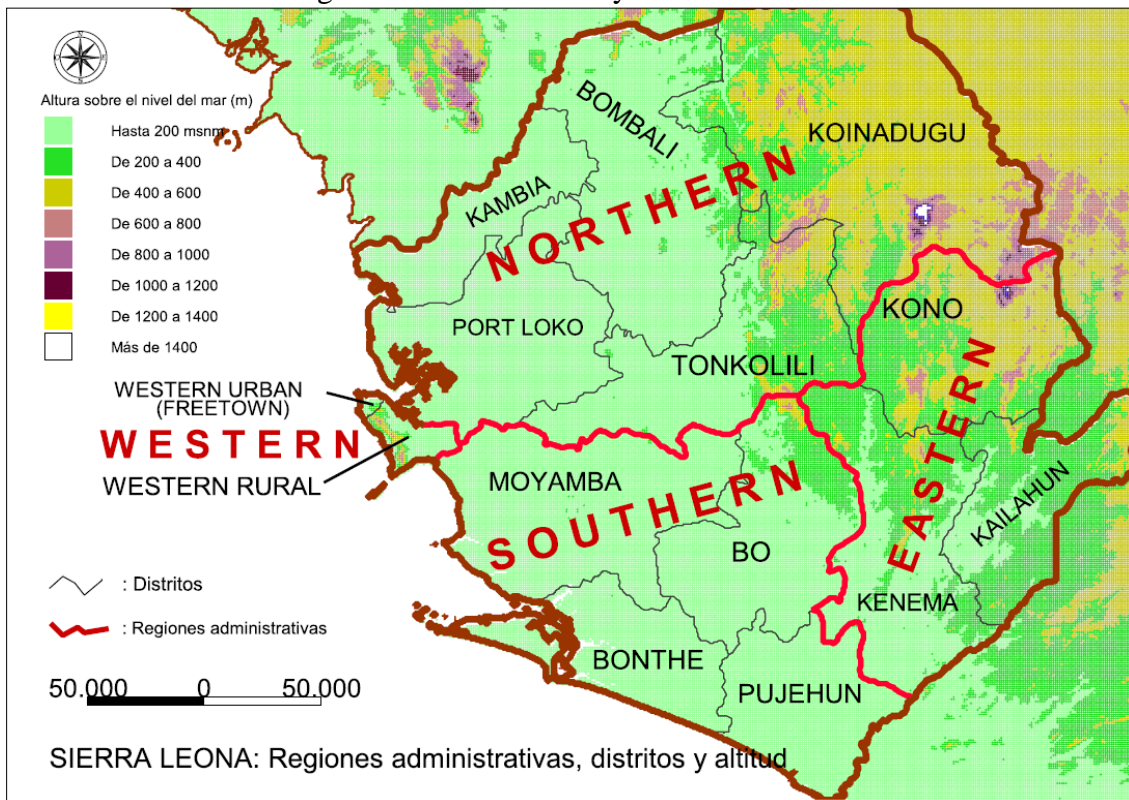 Altura sobre el nivel del mar (m)
Hasta 200 msnm
De 200 a 400
De 400 a 600
De 600 a 800
De 800 a 1000
De 1000 a 1200
De 1200 a 1400
Más de 1400
BOMBALI
KOINADUGU
KAMBIA
NORTHERN
PORT LOKO
KONO
TONKOLILI
WESTERN URBAN
(FREETOWN)
WESTERN
WESTERN RURAL
MOYAMBA
SOUTHERN
EASTERN
KAILAHUN
BO
KENEMA
BONTHE
PUJEHUN
: Distritos
: Regiones administrativas
50.000 0 50.000
SIERRA LEONA: Regiones administrativas, distritos y altitud